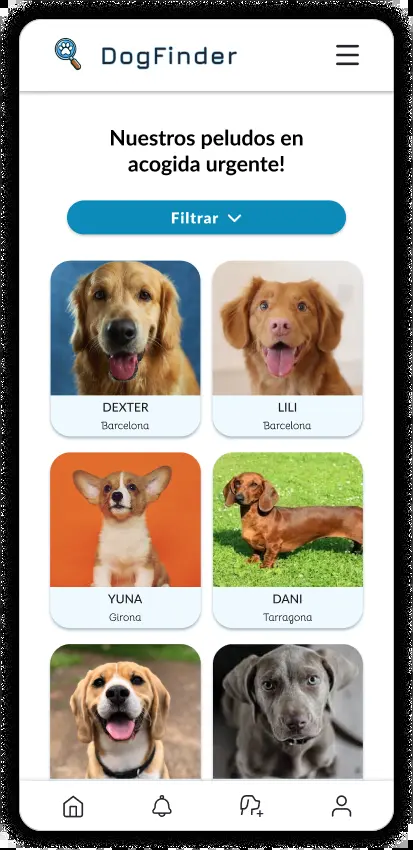 DogFinder
Nuestros peludos en
acogida urgente!
Filtrar
DEXTER
Barcelona
LILI
Barcelona
YUNA
Girona
DANI
Tarragona